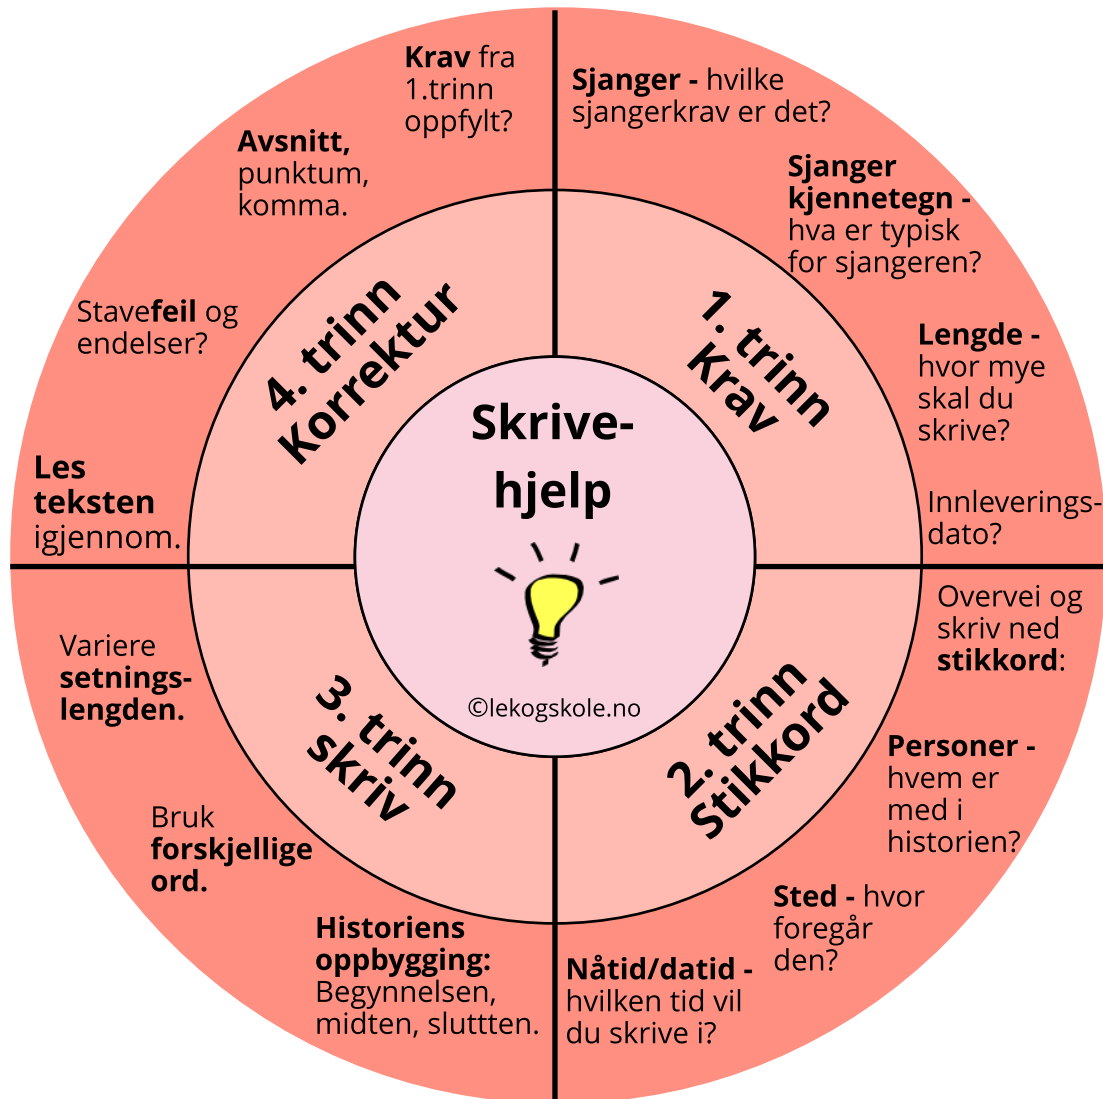 Skrive-
hjelp
©lekogskole.no
1. trinn
Krav
Sjanger - hvilke
sjangerkrav er det?
Sjanger
kjennetegn -
hva er typisk
for sjangeren?
Lengde -
hvor mye
skal du
skrive?
Innleverings-
dato?
2. trinn
Stikkord
Overvei og
skriv ned
stikkord:
Personer -
hvem er
med i
historien?
Sted - hvor
foregår
den?
Nåtid/datid -
hvilken tid vil
du skrive i?
3. trinn
skriv
Historiens
oppbygging:
Begynnelsen,
midten, sluttten.
Bruk
forskjellige
ord.
Variere
setnings-
lengden.
4. trinn
Korrektur
Les
teksten
igjennom.
Stavefeil og
endelser?
Avsnitt,
punktum,
komma.
Krav fra
1.trinn
oppfylt?